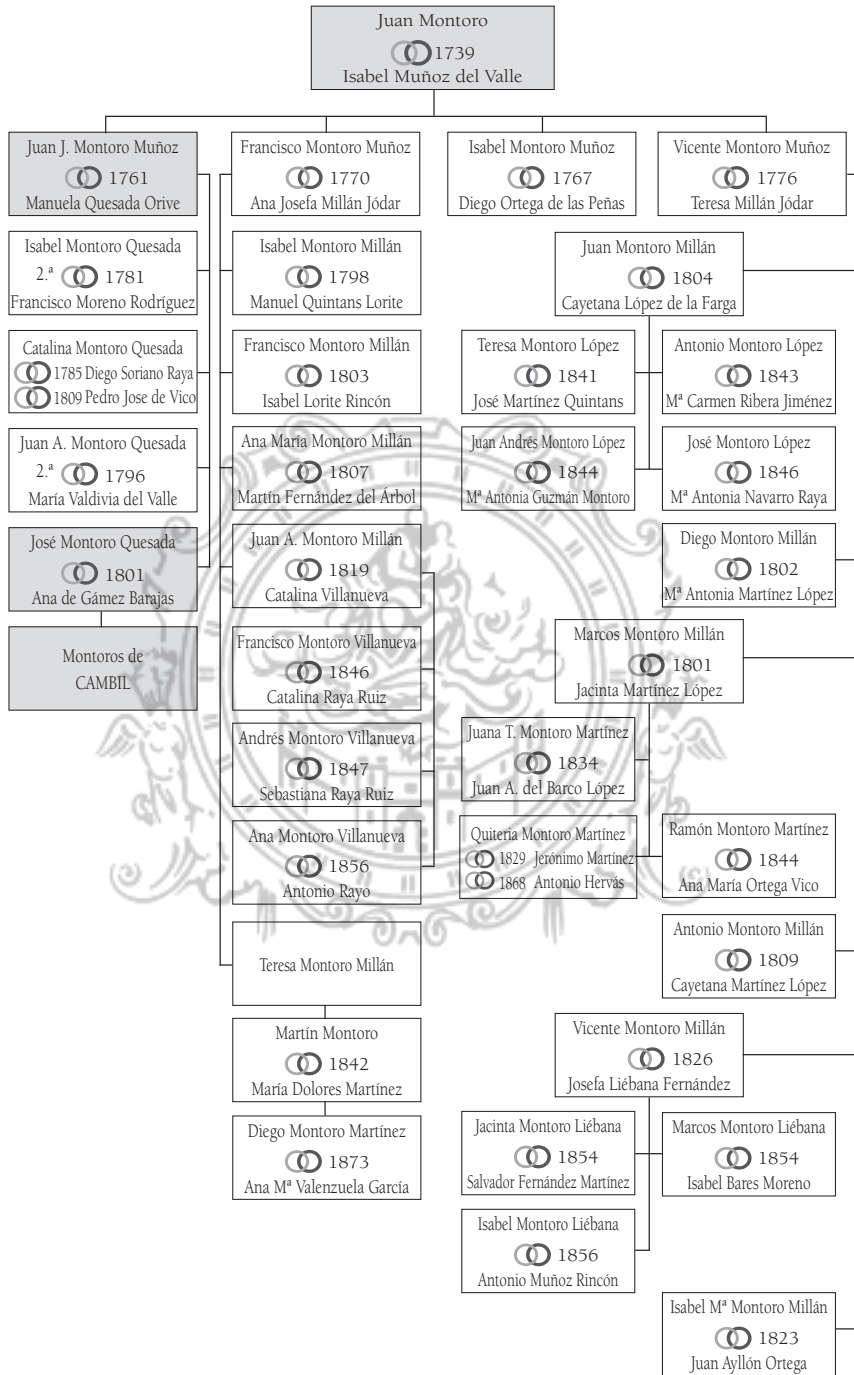 Juan Montoro
1739
Isabel Muñoz del Valle
Juan J. Montoro Muñoz
1761
Manuela Quesada Orive
Francisco Montoro Muñoz
1770
Ana Josefa Millán Jódar
Isabel Montoro Muñoz
1767
Diego Ortega de las Peñas
Vicente Montoro Muñoz
1776
Teresa Millán Jódar
Isabel Montoro Quesada
2.ª 1781
Francisco Moreno Rodríguez
Catalina Montoro Quesada
1785 Diego Soriano Raya
1809 Pedro Jose de Vico
Juan A. Montoro Quesada
2.ª 1796
María Valdivia del Valle
José Montoro Quesada
1801
Ana de Gámez Barajas
Montoros de
CAMBIL
Isabel Montoro Millán
1798
Manuel Quintans Lorite
Francisco Montoro Millán
1803
Isabel Lorite Rincón
Ana María Montoro Millán
1807
Martín Fernández del Árbol
Juan A. Montoro Millán
1819
Catalina Villanueva
Francisco Montoro Villanueva
1846
Catalina Raya Ruiz
Andrés Montoro Villanueva
1847
Sebastiana Raya Ruiz
Ana Montoro Villanueva
1856
Antonio Rayo
Teresa Montoro Millán
Martín Montoro
1842
María Dolores Martínez
Diego Montoro Martínez
1873
Ana Mª Valenzuela García
Juan Montoro Millán
1804
Cayetana López de la Farga
Teresa Montoro López
1841
José Martínez Quintans
Antonio Montoro López
1843
Mª Carmen Ribera Jiménez
Juan Andrés Montoro López
1844
Mª Antonia Guzmán Montoro
José Montoro López
1846
Mª Antonia Navarro Raya
Diego Montoro Millán
1802
Mª Antonia Martínez López
Marcos Montoro Millán
1801
Jacinta Martínez López
Juana T. Montoro Martínez
1834
Juan A. del Barco López
Quiteria Montoro Martínez
1829 Jerónimo Martínez
1868 Antonio Hervás
Ramón Montoro Martínez
1844
Ana María Ortega Vico
Antonio Montoro Millán
1809
Cayetana Martínez López
Vicente Montoro Millán
1826
Josefa Liébana Fernández
Jacinta Montoro Liébana
1854
Salvador Fernández Martínez
Marcos Montoro Liébana
1854
Isabel Bares Moreno
Isabel Montoro Liébana
1856
Antonio Muñoz Rincón
Isabel Mª Montoro Millán
1823
Juan Ayllón Ortega